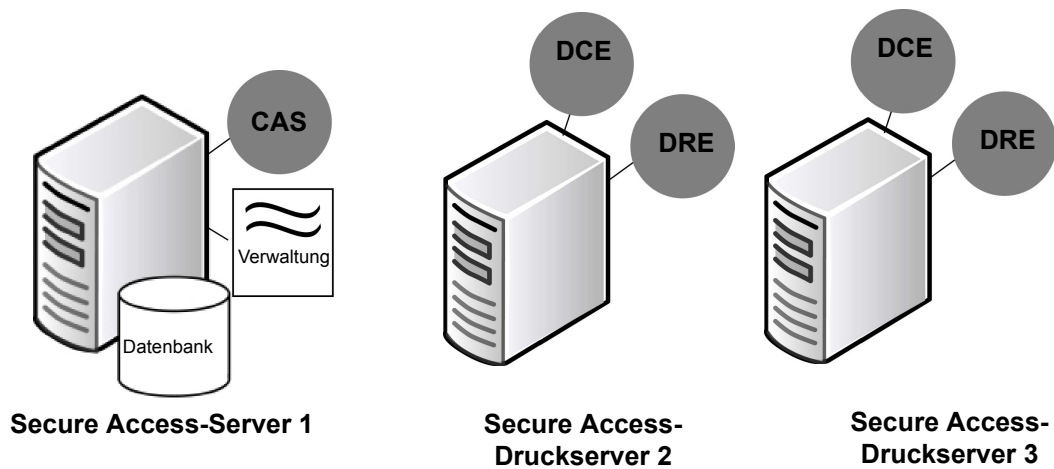 CAS
Verwaltung
Datenbank
Secure Access-Server 1
DCE
DRE
Secure Access-
Druckserver 2
DCE
DRE
Secure Access-
Druckserver 3